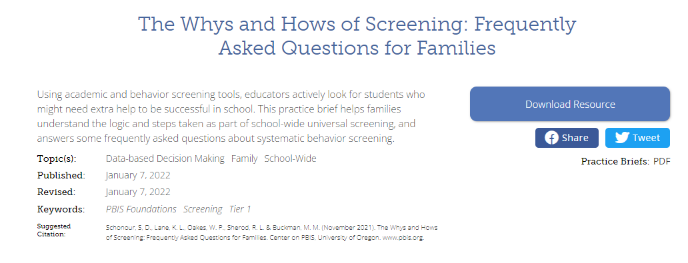 The Whys and Hows of Screening: Frequently
Asked Questions for Families
Using academic and behavior screening tools, educators actively look for students who
might need extra help to be successful in school. This practice brief helps families
understand the logic and steps taken as part of school-wide universal screening, and
answers some frequently asked questions about systematic behavior screening.
Download Resource
Share
Tweet
Practice Briefs: PDF
Topic(s): Data-based Decision Making Family School-Wide
Published: January 7, 2022
Revised: January 7, 2022
Keywords: PBIS Foundations Screening Tier 1
Suggested
Citation:
Schonour, S. D., Lane, K. L., Oakes, W. P., Sherod, R. L. & Buckman, M. M. (November 2021). The Whys and Hows
of Screening: Frequently Asked Questions for Families. Center on PBIS, University of Oregon. www.pbis.org.